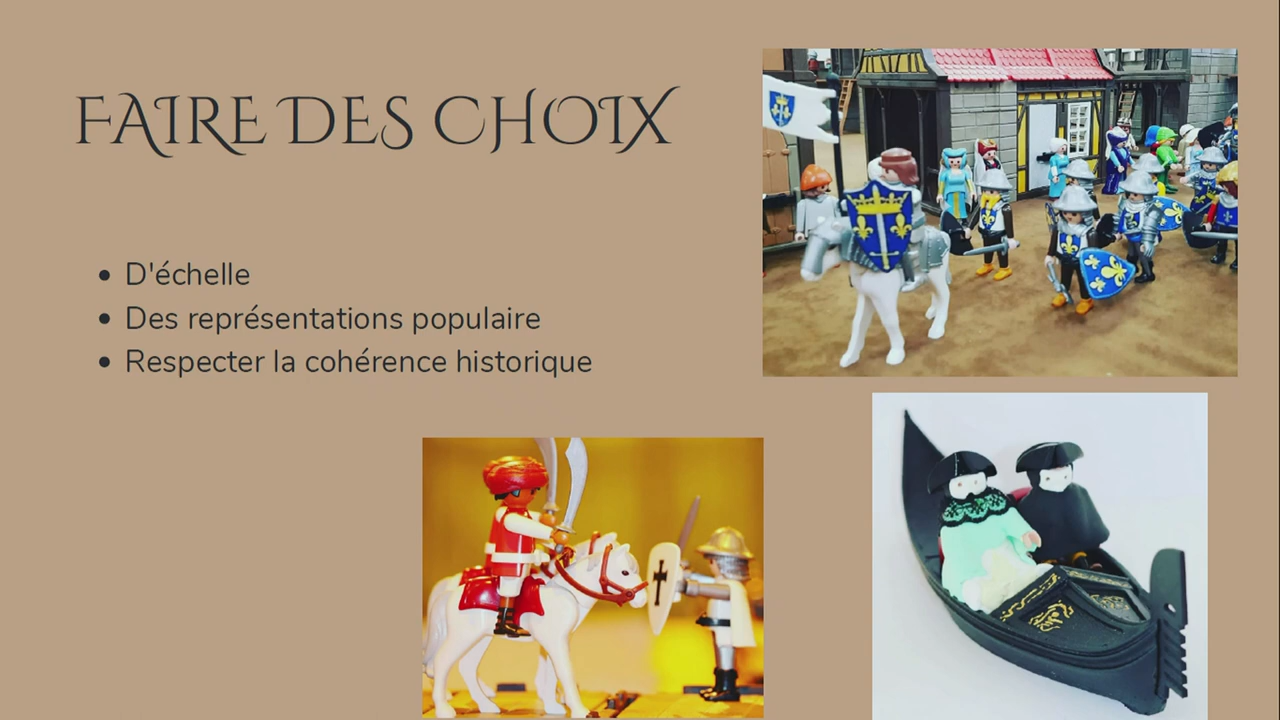 FAIRE DES CHOIX
D'échelle
Des représentations populaire
Respecter la cohérence historique